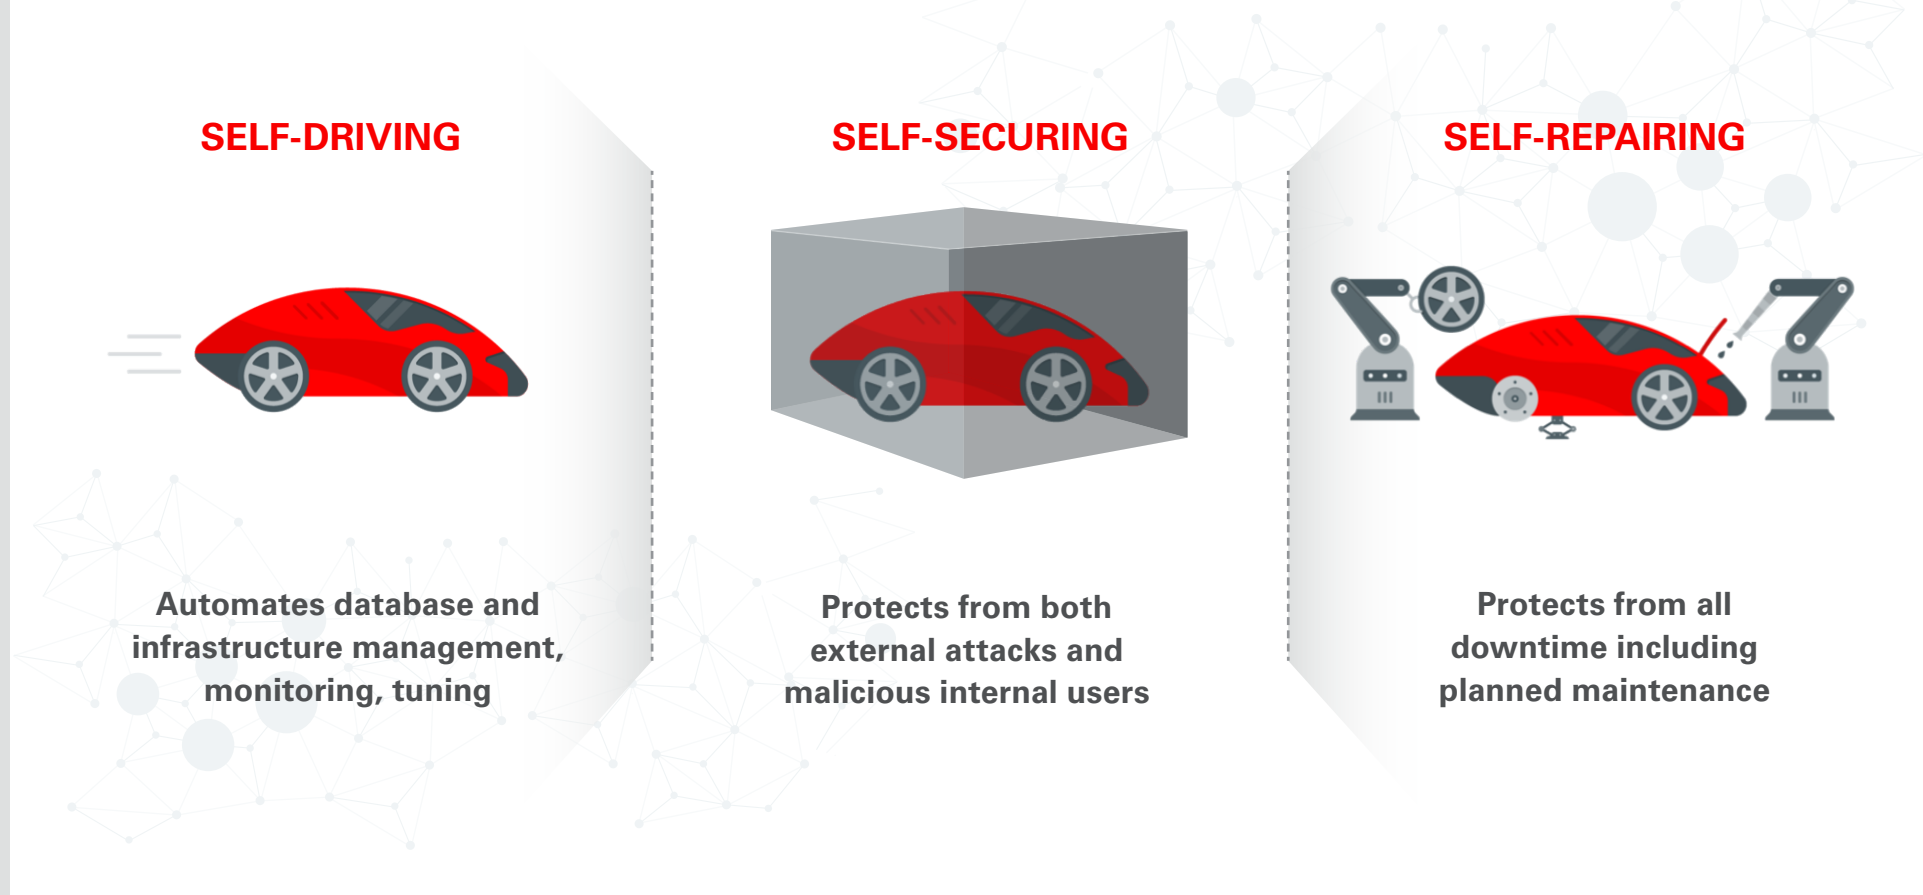 SELF-DRIVING
Automates database and
infrastructure management,
monitoring, tuning
SELF-SECURING
Protects from both
external attacks and
malicious internal users
SELF-REPAIRING
Protects from all
downtime including
planned maintenance